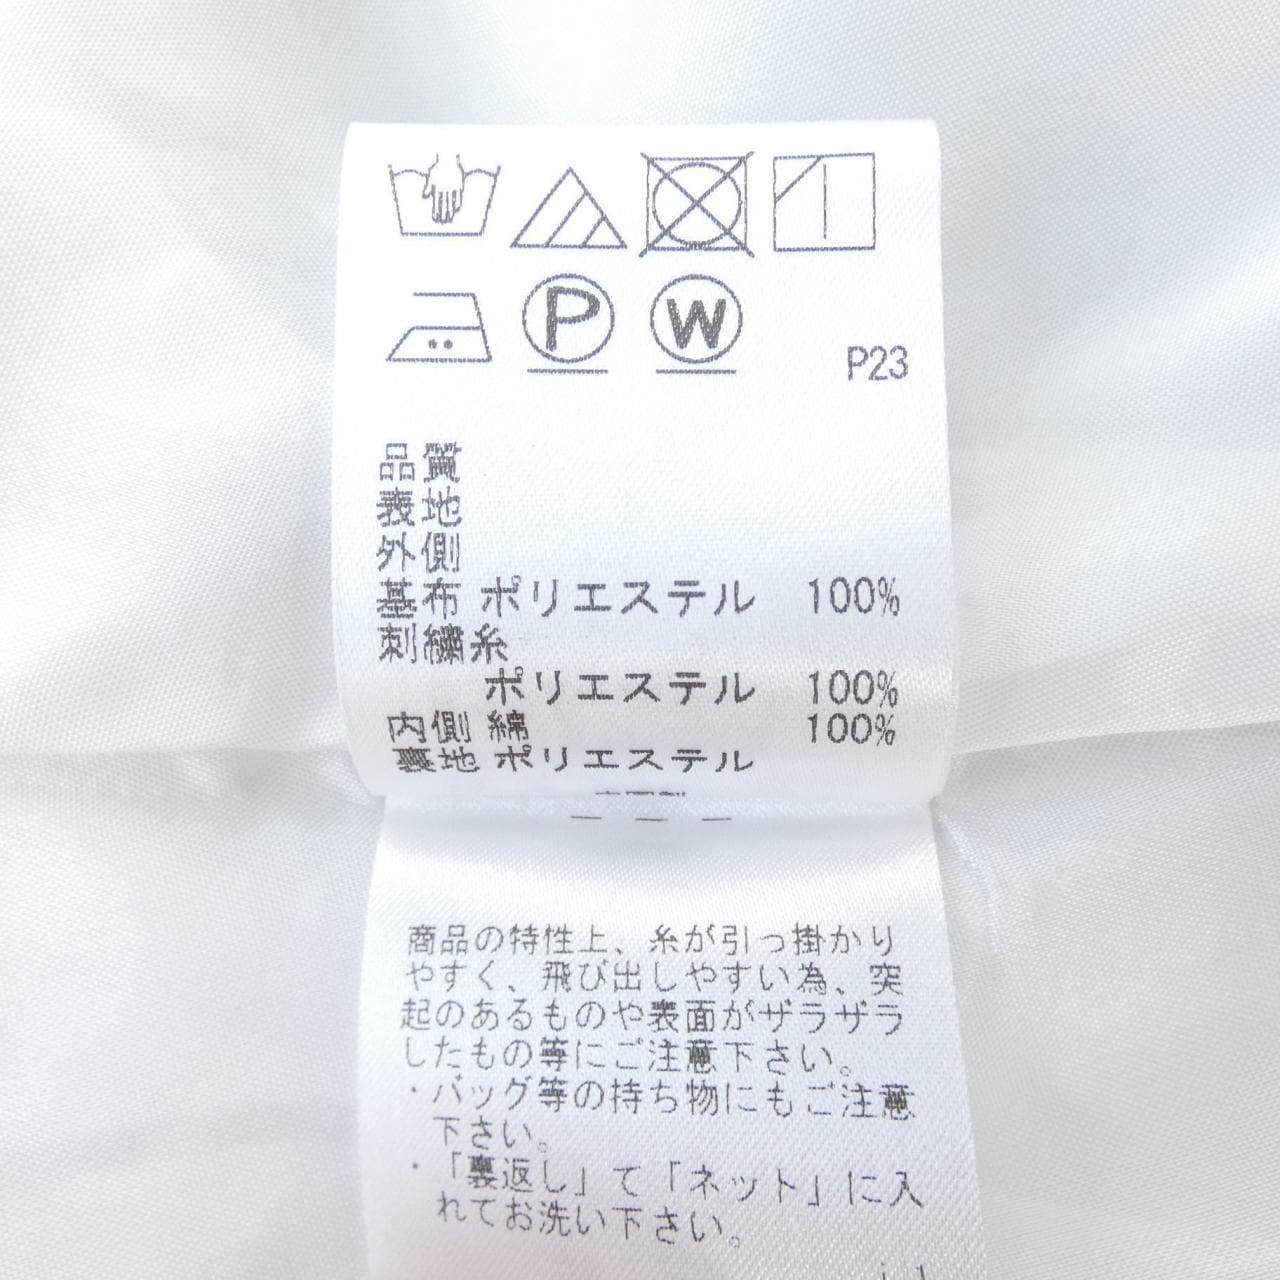 P
W
P23
品質
表地
外側
基布 ポリエステル 100%
刺繍糸
ポリエステル 100%
内側 綿 100%
裏地 ポリエステル
商品の特性上、糸が引っ掛かり
やすく、飛び出しやすい為、突
起のあるものや表面がザラザラ
したもの等にご注意下さい。
・バッグ等の持ち物にもご注意
下さい。
・「裏返し」て「ネット」に入
れてお洗い下さい。